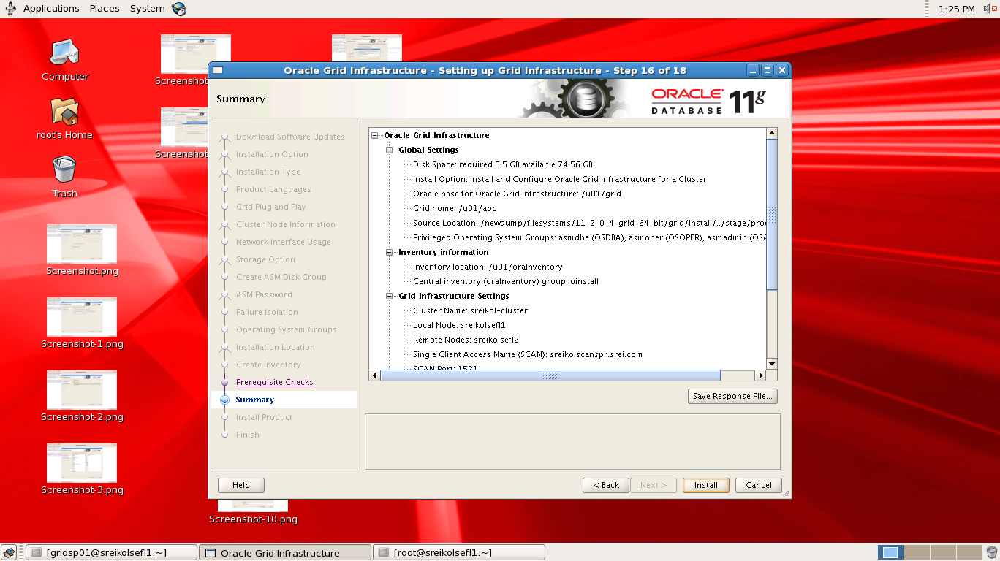 Applications Places System
1:25 PM
Computer
root's Home
Trash
Screenshot.png
Screenshot-1.png
Screenshot-2.png
Screenshot-3.png
Screenshot
Screenshot
Screenshot-10.png
Oracle Grid Infrastructure - Setting up Grid Infrastructure - Step 16 of 18
Summary
ORACLE
DATABASE
11g
Download Software Updates
Installation Option
Installation Type
Product Languages
Grid Plug and Play
Cluster Node Information
Network Interface Usage
Storage Option
Create ASM Disk Group
ASM Password
Failure Isolation
Operating System Groups
Installation Location
Create Inventory
Prerequisite Checks
Summary
Install Product
Finish
Oracle Grid Infrastructure
Global Settings
Disk Space: required 5.5 GB available 74.56 GB
Install Option: Install and Configure Oracle Grid Infrastructure for a Cluster
Oracle base for Oracle Grid Infrastructure: /u01/grid
Grid home: /u01/app
Source Location: /newdump/filesystems/11_2_0_4_grid_64_bit/grid/install/../stage/pro
Privileged Operating System Groups: asmdba (OSDBA), asmoper (OSOPER), asmadmin (OSA
Inventory information
Inventory location: /u01/oraInventory
Central inventory (oraInventory) group: oinstall
Grid Infrastructure Settings
Cluster Name: sreikol-cluster
Local Node: sreikolsefl1
Remote Nodes: sreikolsefl2
Single Client Access Name (SCAN): sreikolscanspr.srei.com
SCAN Port: 1521
Save Response File...
Help
< Back
Next >
Install
Cancel
[gridsp01@sreikolsefl1:~]
Oracle Grid Infrastructure
[root@sreikolsefl1:~]